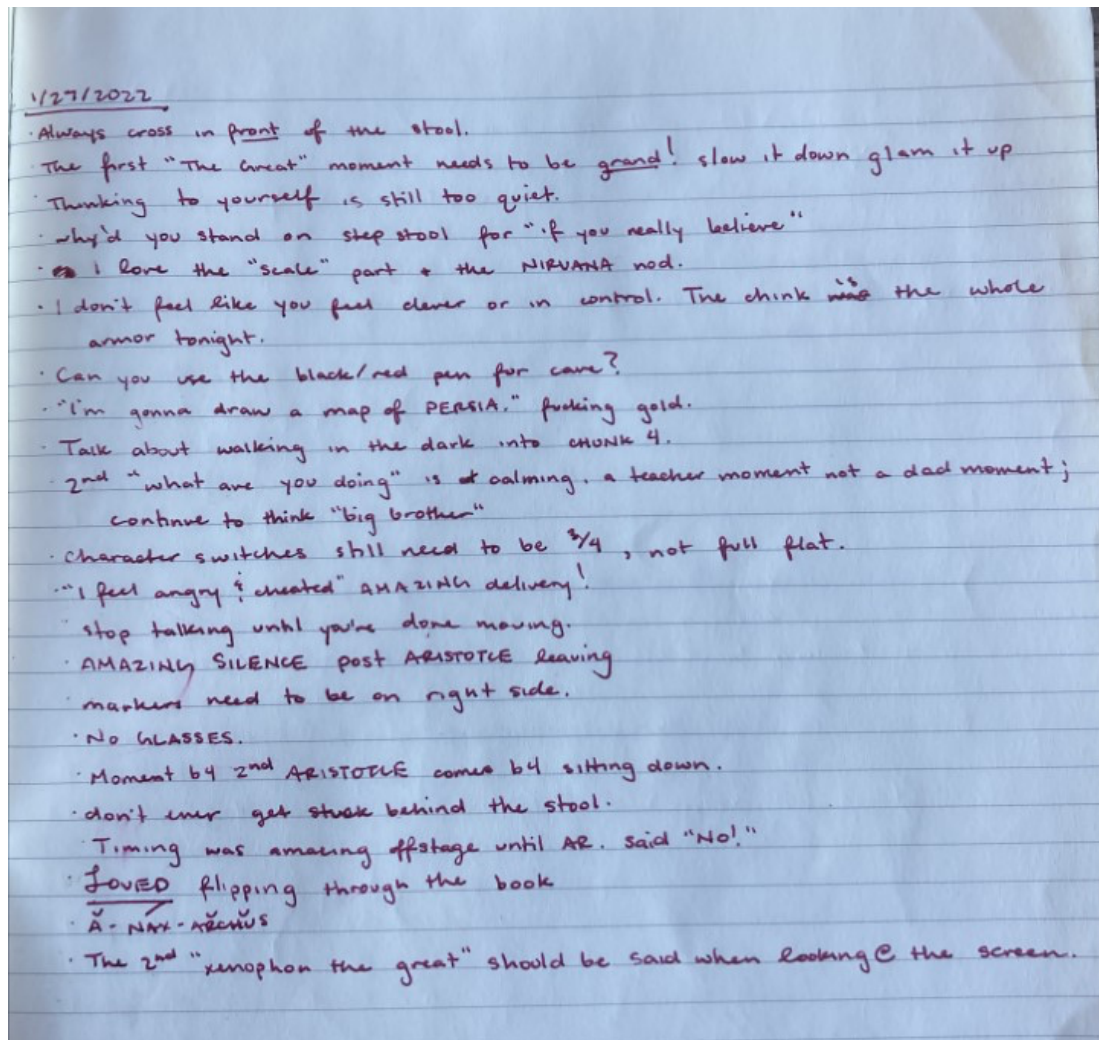 1/27/2022
· Always cross in front of the stool.
· The first "The Great" moment needs to be grand! slow it down glam it up
· Thinking to yourself is still too quiet.
· why'd you stand on step stool for "if you really believe"
· I love the "scale" part + the NIRVANA nod.
· I don't feel like you feel clever or in control. The chink is the whole
armor tonight.
· Can you use the black/red pen for cane?
· "I'm gonna draw a map of PERSIA." fucking gold.
· Talk about walking in the dark into CHUNK 4.
· 2nd "what are you doing" is calming. a teacher moment not a dad moment;
continue to think "big brother"
· Character switches still need to be 3/4, not full flat.
· "I feel angry & cheated" AMAZING delivery!
· stop talking until you're done moving.
· AMAZING SILENCE post ARISTOTLE leaving
· markers need to be on right side.
· No GLASSES.
· Moment b4 2nd ARISTOTLE comes b4 sitting down.
· don't ever get stuck behind the stool.
· Timing was amazing offstage until AR. said "No!"
· LOVED flipping through the book
· Ă - NAX - ARCHŬS
· The 2nd "xenophon the great" should be said when looking @ the screen.